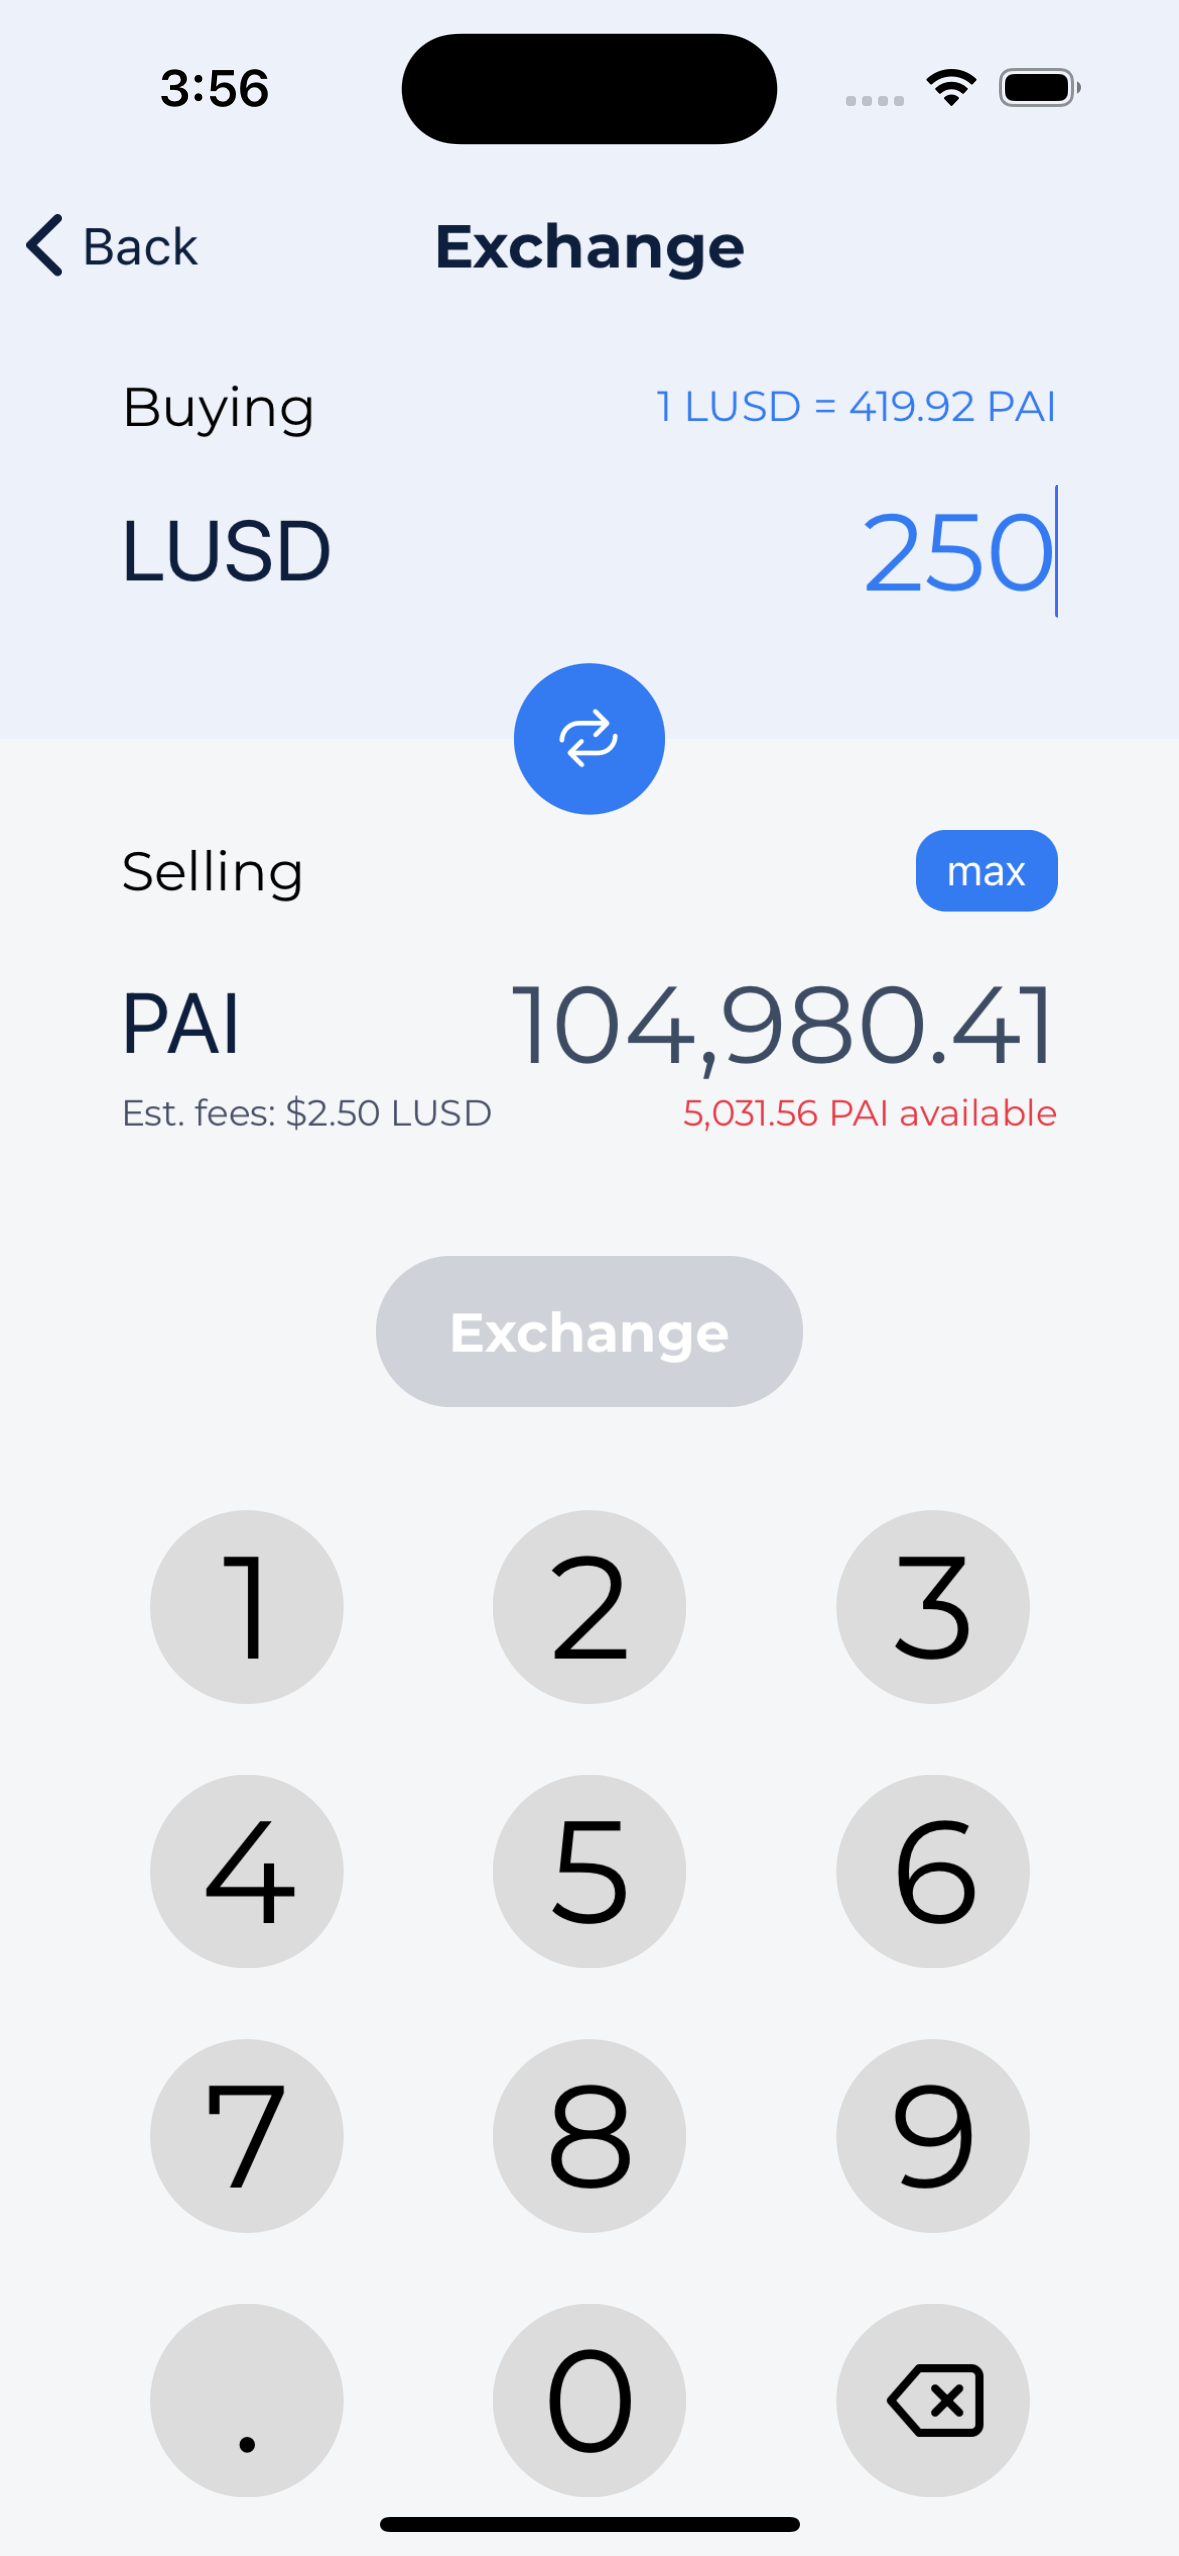 3:56
Back
Exchange
Buying
1 LUSD = 419.92 PAI
LUSD
250
Selling
max
PAI
104,980.41
Est. fees: $2.50 LUSD
5,031.56 PAI available
Exchange
1 2 3
4 5 6
7 8 9
. 0